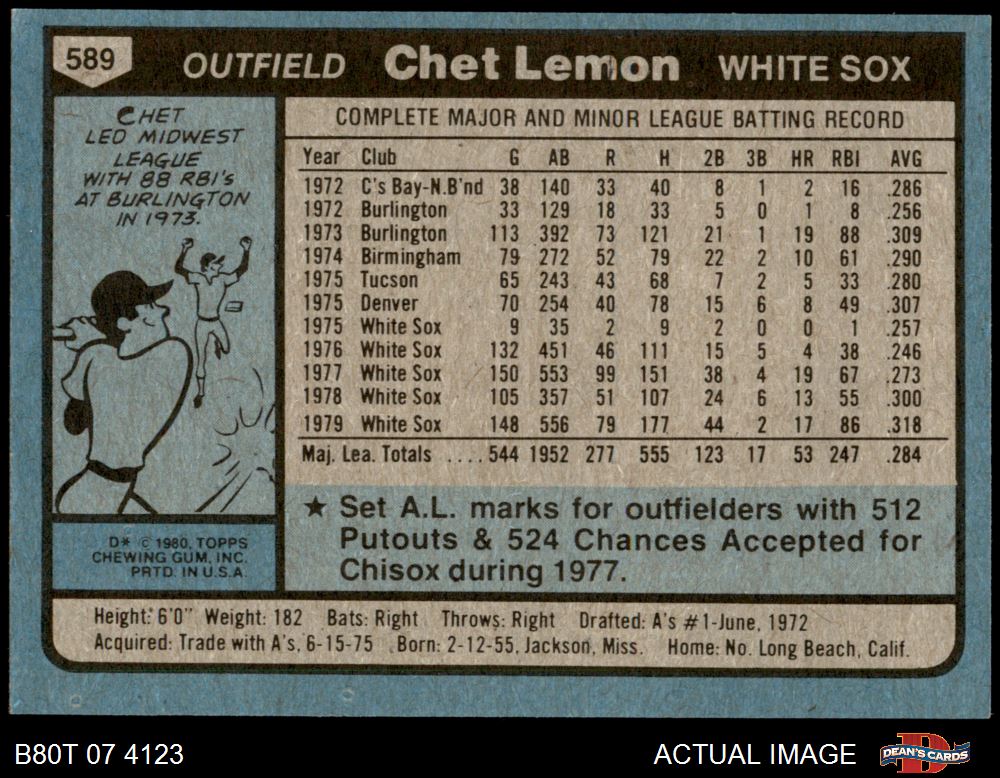 589 OUTFIELD Chet Lemon WHITE SOX
CHET
LED MIDWEST
LEAGUE
WITH 88 RBI'S
AT BURLINGTON
IN 1973.
COMPLETE MAJOR AND MINOR LEAGUE BATTING RECORD
Year Club G AB R H 2B 3B HR RBI AVG
1972 C's Bay-N.B'nd 38 140 33 40 8 1 2 16 .286
1972 Burlington 33 129 18 33 5 0 1 8 .256
1973 Burlington 113 392 73 121 21 1 19 88 .309
1974 Birmingham 79 272 52 79 22 2 10 61 .290
1975 Tucson 65 243 43 68 7 2 5 33 .280
1975 Denver 70 254 40 78 15 6 8 49 .307
1975 White Sox 9 35 2 9 2 0 0 1 .257
1976 White Sox 132 451 46 111 15 5 4 38 .246
1977 White Sox 150 553 99 151 38 4 19 67 .273
1978 White Sox 105 357 51 107 24 6 13 55 .300
1979 White Sox 148 556 79 177 44 2 17 86 .318
Maj. Lea. Totals .... 544 1952 277 555 123 17 53 247 .284
★ Set A.L. marks for outfielders with 512
Putouts & 524 Chances Accepted for
Chisox during 1977.
D* © 1980, TOPPS
CHEWING GUM, INC.
PRTD. IN U.S.A.
Height: 6'0" Weight: 182 Bats: Right Throws: Right Drafted: A's #1-June, 1972
Acquired: Trade with A's, 6-15-75 Born: 2-12-55, Jackson, Miss. Home: No. Long Beach, Calif.
B80T 07 4123 ACTUAL IMAGE DEAN'S CARDS